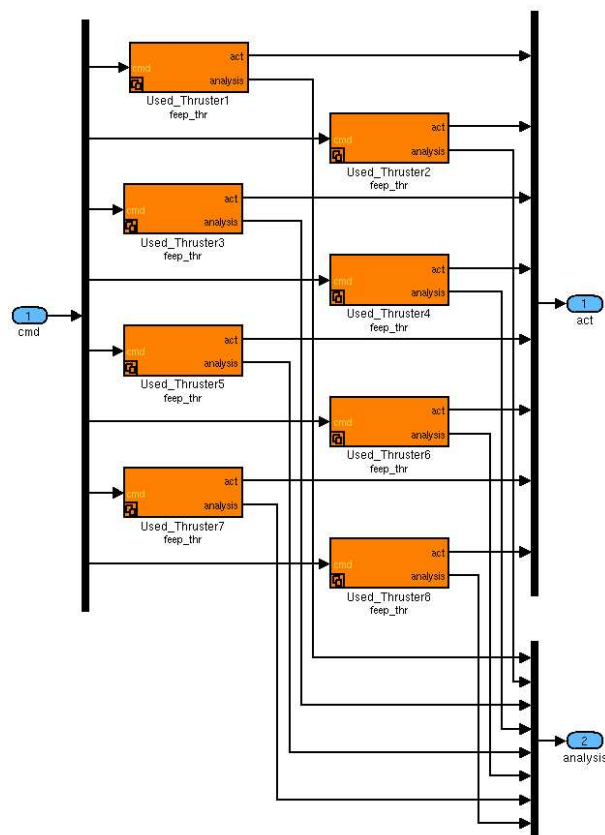 act
cmd
analysis
Used_Thruster1
feep_thr
act
cmd
analysis
Used_Thruster2
feep_thr
act
cmd
analysis
Used_Thruster3
feep_thr
act
cmd
analysis
Used_Thruster4
feep_thr
1
cmd
1
act
act
cmd
analysis
Used_Thruster5
feep_thr
act
cmd
analysis
Used_Thruster6
feep_thr
act
cmd
analysis
Used_Thruster7
feep_thr
act
cmd
analysis
Used_Thruster8
feep_thr
2
analysis